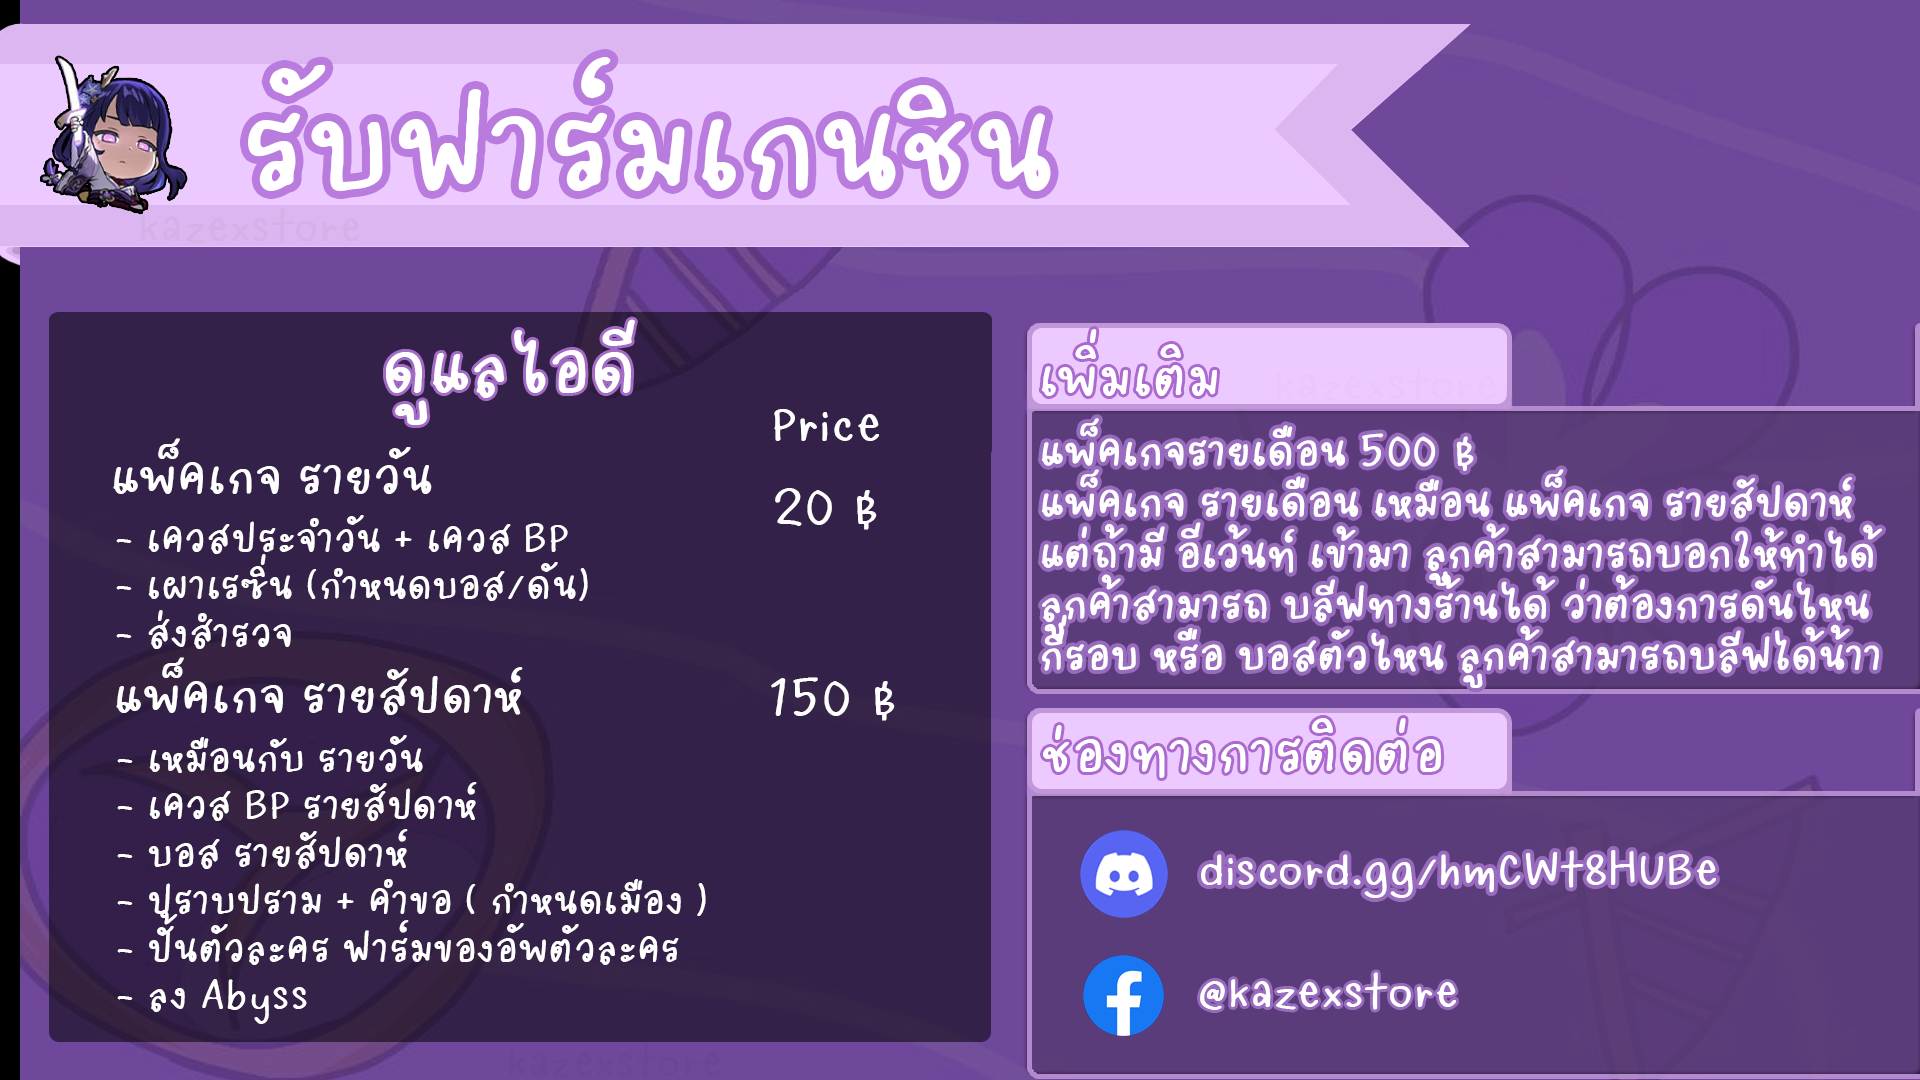 รับฟาร์มเกนชิน
kazexstore
ดูแลไอดี
Price
แพ็คเกจ รายวัน
20 ฿
- เควสประจำวัน + เควส BP
- เผาเรซิ่น (กำหนดบอส/ดัน)
- ส่งสำรวจ
แพ็คเกจ รายสัปดาห์
150 ฿
- เหมือนกับ รายวัน
- เควส BP รายสัปดาห์
- บอส รายสัปดาห์
- ปราบปราม + คำขอ ( กำหนดเมือง )
- ปั้นตัวละคร ฟาร์มของอัพตัวละคร
- ลง Abyss
kazexstore
เพิ่มเติม
kazexstore
แพ็คเกจรายเดือน 500 ฿
แพ็คเกจ รายเดือน เหมือน แพ็คเกจ รายสัปดาห์
แต่ถ้ามี อีเว้นท์ เข้ามา ลูกค้าสามารถบอกให้ทำได้
ลูกค้าสามารถ บลีฟทางร้านได้ ว่าต้องการดันไหน
กี่รอบ หรือ บอสตัวไหน ลูกค้าสามารถบลีฟได้น้าา
ช่องทางการติดต่อ
discord.gg/hmCWt8HUBe
@kazexstore